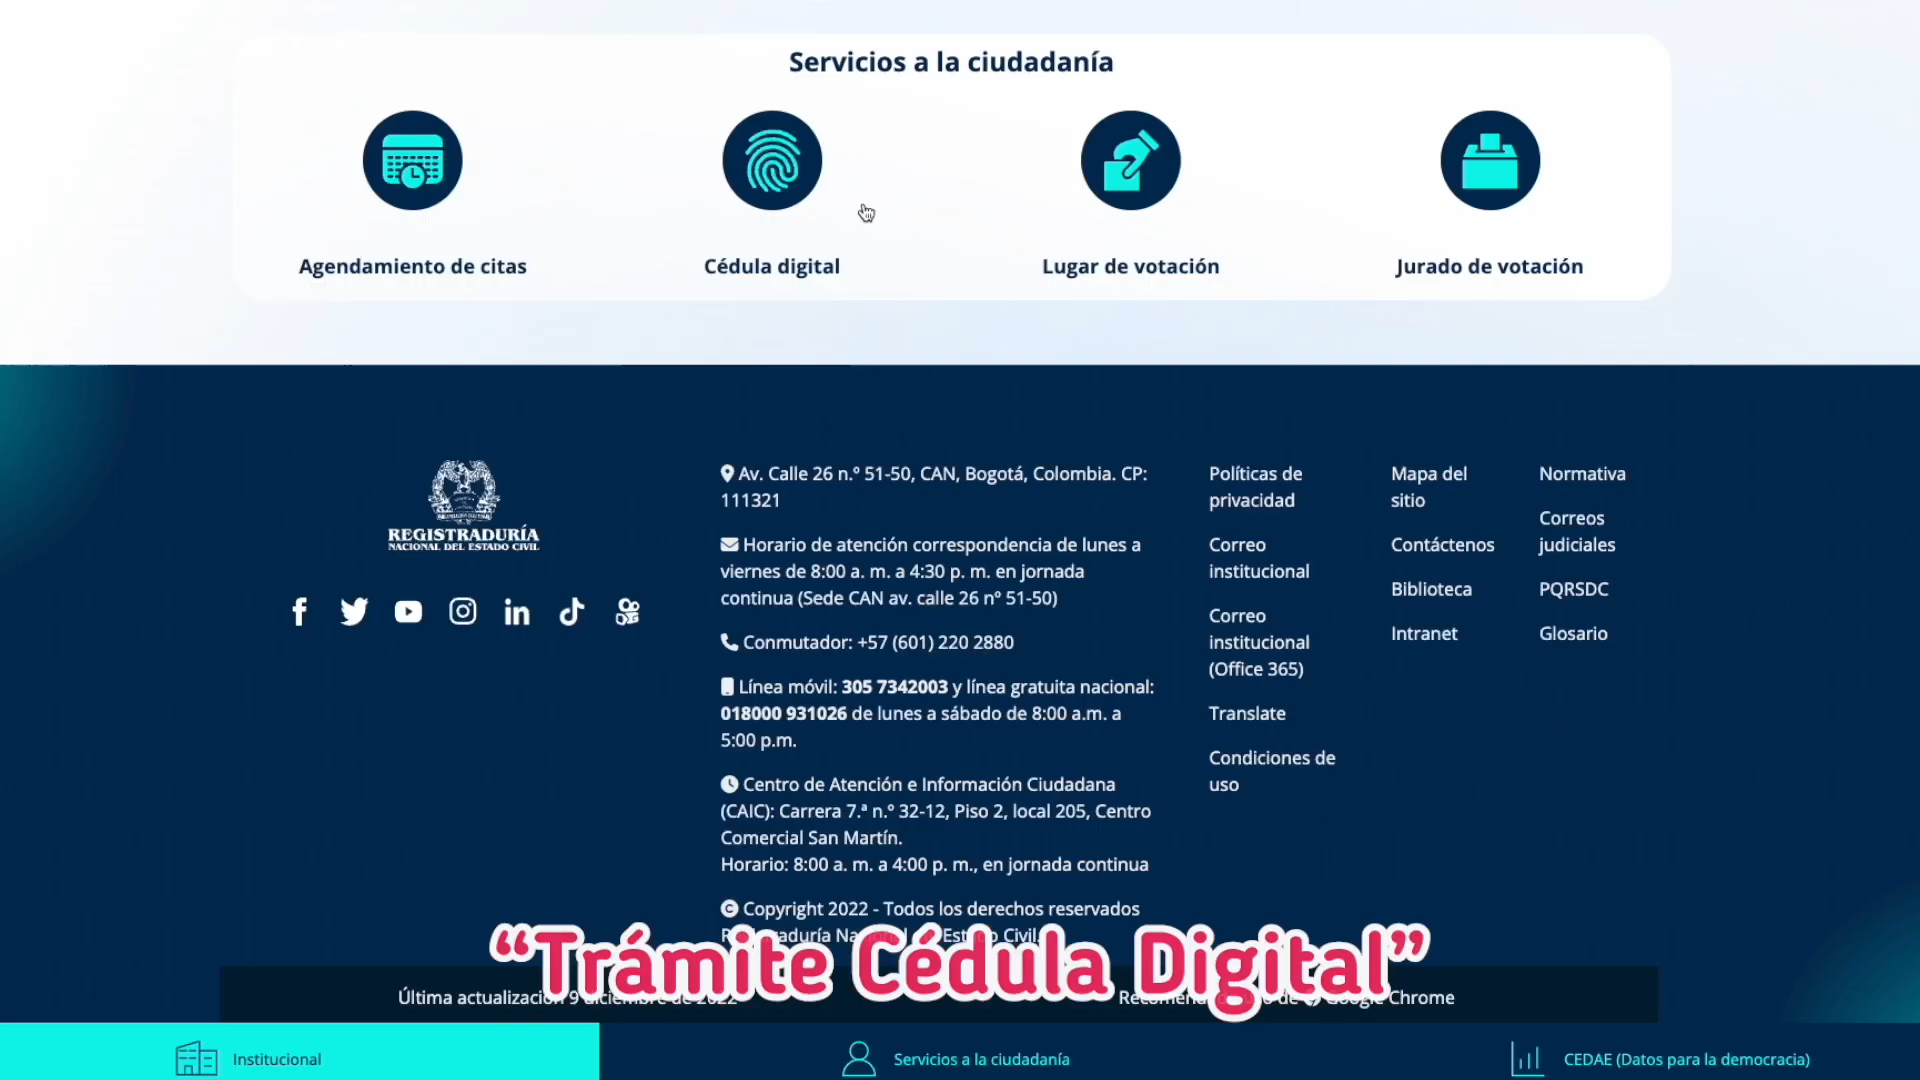 Servicios a la ciudadanía
Agendamiento de citas
Cédula digital
Lugar de votación
Jurado de votación
REGISTRADURÍA
NACIONAL DEL ESTADO CIVIL
Av. Calle 26 n.º 51-50, CAN, Bogotá, Colombia. CP:
111321
Horario de atención correspondencia de lunes a
viernes de 8:00 a. m. a 4:30 p. m. en jornada
continua (Sede CAN av. calle 26 nº 51-50)
Conmutador: +57 (601) 220 2880
Línea móvil: 305 7342003 y línea gratuita nacional:
018000 931026 de lunes a sábado de 8:00 a.m. a
5:00 p.m.
Centro de Atención e Información Ciudadana
(CAIC): Carrera 7.ª n.º 32-12, Piso 2, local 205, Centro
Comercial San Martín.
Horario: 8:00 a. m. a 4:00 p. m., en jornada continua
Copyright 2022 - Todos los derechos reservados
Estado Civil.
Políticas de
privacidad
Correo
institucional
Correo
institucional
(Office 365)
Translate
Condiciones de
uso
Mapa del
sitio
Contáctenos
Biblioteca
Intranet
Normativa
Correos
judiciales
PQRSDC
Glosario
“Trámite Cédula Digital”
Última actualización 9 diciembre de 2022
de Google Chrome
Institucional
Servicios a la ciudadanía
CEDAE (Datos para la democracia)